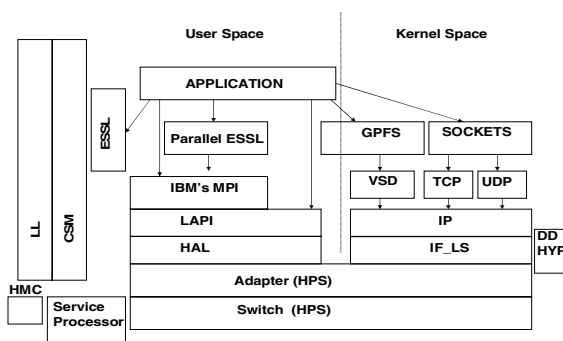 User Space
Kernel Space
APPLICATION
ESSL
Parallel ESSL
GPFS
SOCKETS
IBM's MPI
VSD
TCP
UDP
LL
CSM
LAPI
IP
HAL
IF_LS
DD
HYP
Adapter (HPS)
HMC
Service
Processor
Switch (HPS)